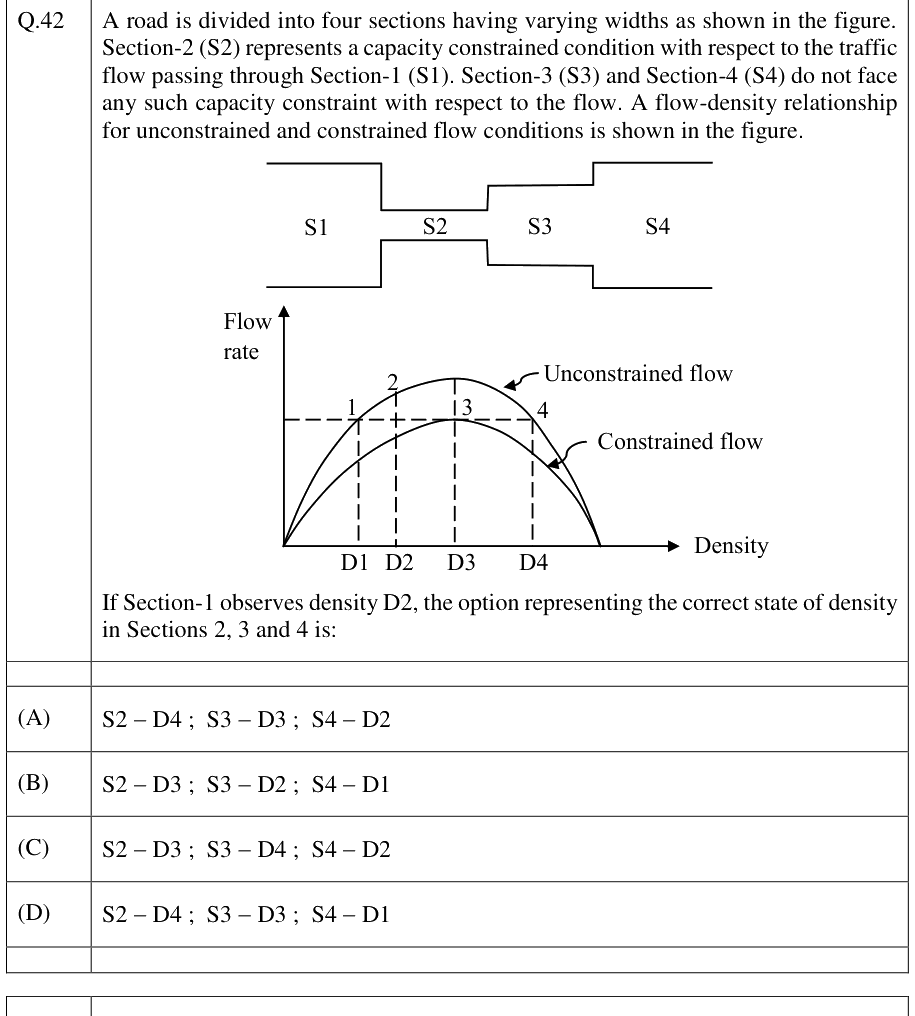 Q.42
A road is divided into four sections having varying widths as shown in the figure.
Section-2 (S2) represents a capacity constrained condition with respect to the traffic
flow passing through Section-1 (S1). Section-3 (S3) and Section-4 (S4) do not face
any such capacity constraint with respect to the flow. A flow-density relationship
for unconstrained and constrained flow conditions is shown in the figure.
S1 S2 S3 S4
Flow
rate
Unconstrained flow
2
1 3 4
Constrained flow
Density
D1 D2 D3 D4
If Section-1 observes density D2, the option representing the correct state of density
in Sections 2, 3 and 4 is:
(A) S2 – D4 ; S3 – D3 ; S4 – D2
(B) S2 – D3 ; S3 – D2 ; S4 – D1
(C) S2 – D3 ; S3 – D4 ; S4 – D2
(D) S2 – D4 ; S3 – D3 ; S4 – D1